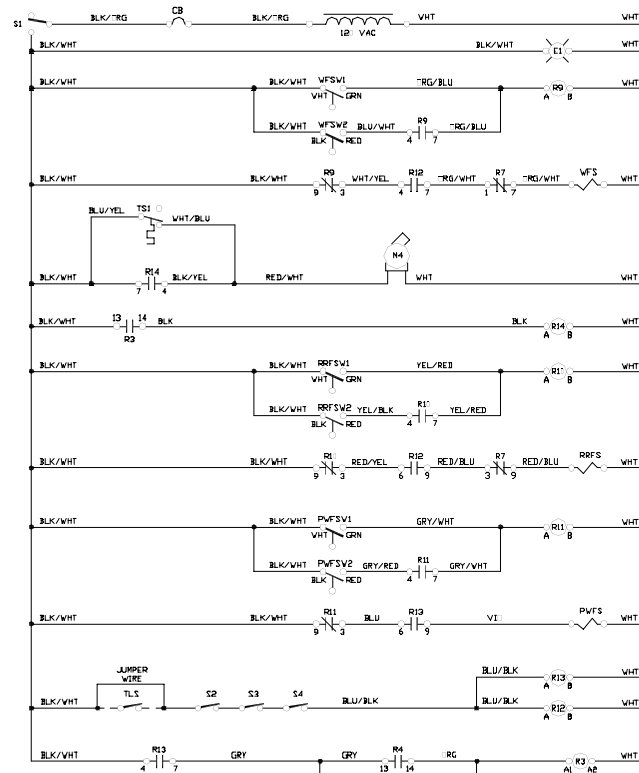 CB
S1 BLK/ORG BLK/ORG WHT WHT
120 VAC
BLK/WHT BLK/WHT E1 WHT
BLK/WHT BLK/WHT WFSW1 ORG/BLU R9 WHT
WHT GRN A B
BLK/WHT WFSW2 BLU/WHT R9 ORG/BLU
BLK RED 4 7
BLK/WHT BLK/WHT R9 WHT/YEL R12 ORG/WHT R7 ORG/WHT WFS WHT
9 3 4 7 1 7
BLU/YEL TS1 WHT/BLU
M4
BLK/WHT R14 BLK/YEL RED/WHT WHT WHT
7 4
BLK/WHT 13 14 BLK BLK R14 WHT
R3 A B
BLK/WHT BLK/WHT RRFSW1 YEL/RED R10 WHT
WHT GRN A B
BLK/WHT RRFSW2 YEL/BLK R10 YEL/RED
BLK RED 4 7
BLK/WHT BLK/WHT R10 RED/YEL R12 RED/BLU R7 RED/BLU RRFS WHT
9 3 6 9 3 9
BLK/WHT BLK/WHT PWFSW1 GRY/WHT R11 WHT
WHT GRN A B
BLK/WHT PWFSW2 GRY/RED R11 GRY/WHT
BLK RED 4 7
BLK/WHT BLK/WHT R11 BLU R13 VIO PWFS WHT
9 3 6 9
JUMPER
WIRE
BLU/BLK R13 WHT
A B
BLK/WHT TLS S2 S3 S4 BLU/BLK BLU/BLK R12 WHT
A B
BLK/WHT R13 GRY GRY R4 ORG R3 WHT
4 7 13 14 A1 A2